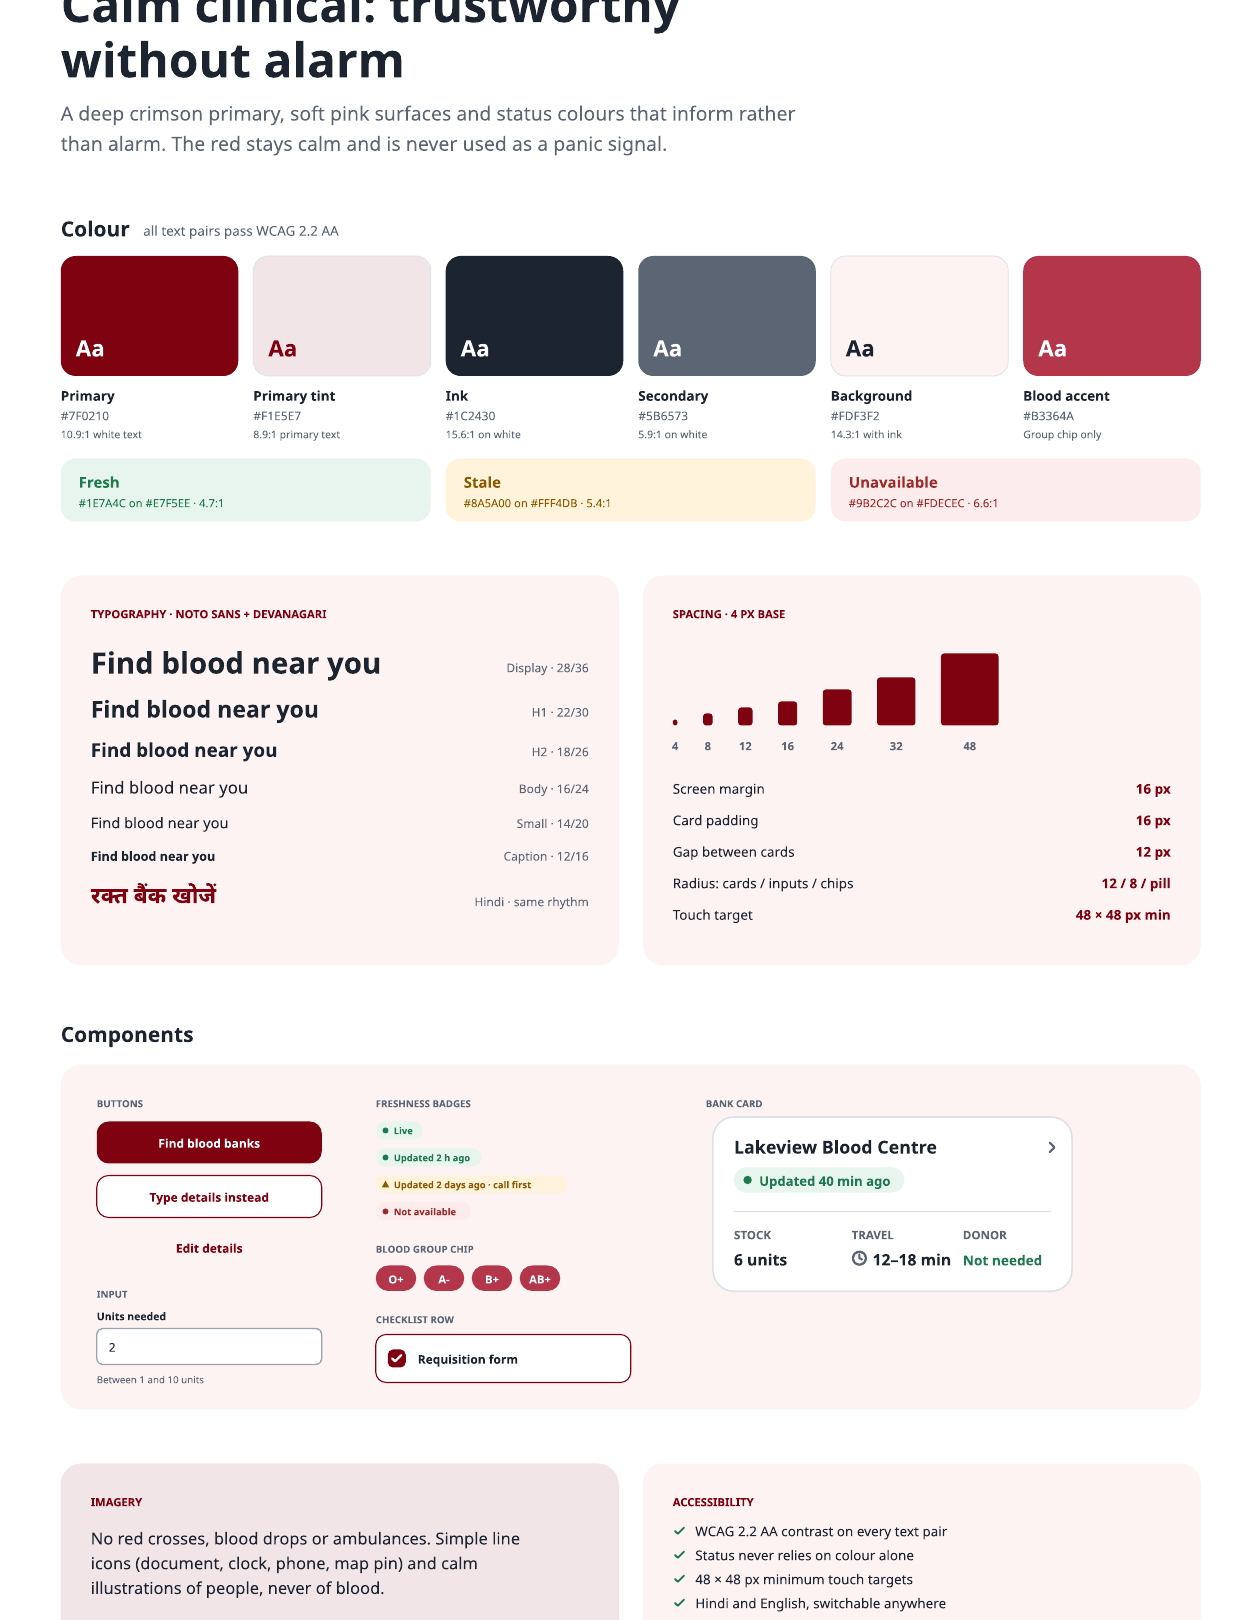 Calm clinical: trustworthy
without alarm
A deep crimson primary, soft pink surfaces and status colours that inform rather
than alarm. The red stays calm and is never used as a panic signal.
Colour all text pairs pass WCAG 2.2 AA
Aa
Aa
Aa
Aa
Aa
Aa
Primary
#7F0210
10.9:1 white text
Primary tint
#F1E5E7
8.9:1 primary text
Ink
#1C2430
15.6:1 on white
Secondary
#5B6573
5.9:1 on white
Background
#FDF3F2
14.3:1 with ink
Blood accent
#B3364A
Group chip only
Fresh
#1E7A4C on #E7F5EE · 4.7:1
Stale
#8A5A00 on #FFF4DB · 5.4:1
Unavailable
#9B2C2C on #FDECEC · 6.6:1
TYPOGRAPHY · NOTO SANS + DEVANAGARI
Find blood near you Display · 28/36
Find blood near you H1 · 22/30
Find blood near you H2 · 18/26
Find blood near you Body · 16/24
Find blood near you Small · 14/20
Find blood near you Caption · 12/16
रक्त बैंक खोजें Hindi · same rhythm
SPACING · 4 PX BASE
4 8 12 16 24 32 48
Screen margin 16 px
Card padding 16 px
Gap between cards 12 px
Radius: cards / inputs / chips 12 / 8 / pill
Touch target 48 × 48 px min
Components
BUTTONS
Find blood banks
Type details instead
Edit details
INPUT
Units needed
2
Between 1 and 10 units
FRESHNESS BADGES
Live
Updated 2 h ago
Updated 2 days ago · call first
Not available
BLOOD GROUP CHIP
O+ A- B+ AB+
CHECKLIST ROW
Requisition form
BANK CARD
Lakeview Blood Centre
Updated 40 min ago
STOCK TRAVEL DONOR
6 units 12–18 min Not needed
IMAGERY
No red crosses, blood drops or ambulances. Simple line
icons (document, clock, phone, map pin) and calm
illustrations of people, never of blood.
ACCESSIBILITY
WCAG 2.2 AA contrast on every text pair
Status never relies on colour alone
48 × 48 px minimum touch targets
Hindi and English, switchable anywhere